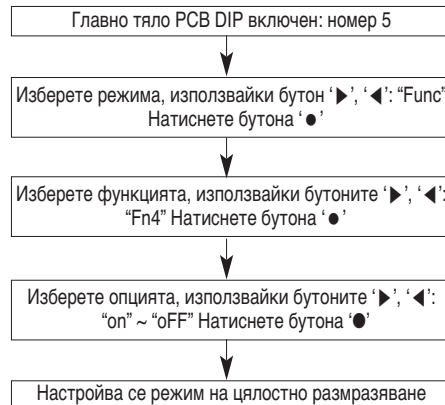 Главно тяло PCB DIP включен: номер 5
Изберете режима, използвайки бутон ‘▶’, ‘◀’: “Func”
Натиснете бутона ‘●’
Изберете функцията, използвайки бутоните ‘▶’, ‘◀’:
“Fn4” Натиснете бутона ‘●’
Изберете опцията, използвайки бутоните ‘▶’, ‘◀’:
“on” ~ “oFF” Натиснете бутона ‘●’
Настройва се режим на цялостно размразяване